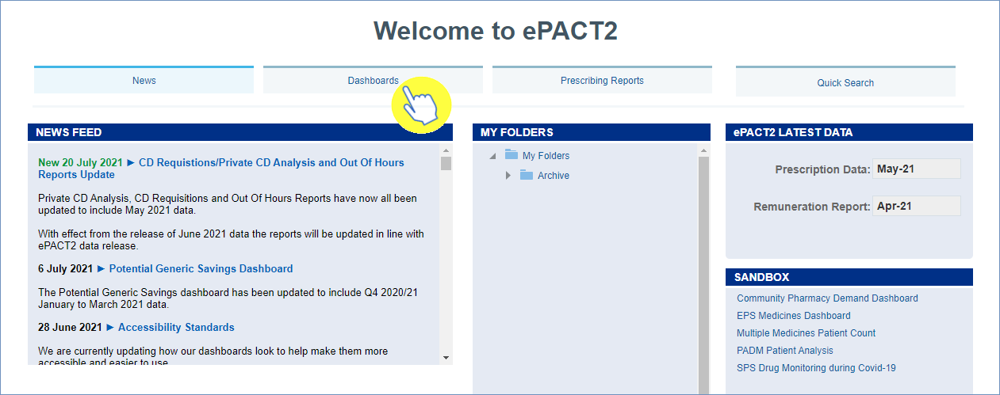 Welcome to ePACT2
News
Dashboards
Prescribing Reports
Quick Search
NEWS FEED
New 20 July 2021 ► CD Requistions/Private CD Analysis and Out Of Hours
Reports Update
Private CD Analysis, CD Requisitions and Out Of Hours Reports have now all been
updated to include May 2021 data.
With effect from the release of June 2021 data the reports will be updated in line with
ePACT2 data release.
6 July 2021 ► Potential Generic Savings Dashboard
The Potential Generic Savings dashboard has been updated to include Q4 2020/21
January to March 2021 data.
28 June 2021 ► Accessibility Standards
We are currently updating how our dashboards look to help make them more
accessible and easier to use
MY FOLDERS
My Folders
Archive
ePACT2 LATEST DATA
Prescription Data: May-21
Remuneration Report: Apr-21
SANDBOX
Community Pharmacy Demand Dashboard
EPS Medicines Dashboard
Multiple Medicines Patient Count
PADM Patient Analysis
SPS Drug Monitoring during Covid-19